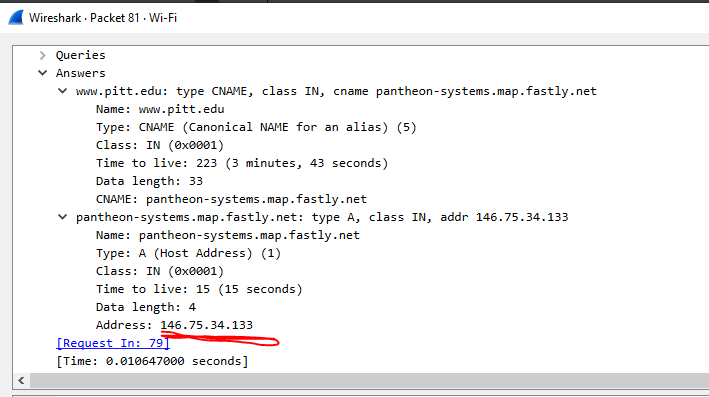 Wireshark · Packet 81 · Wi-Fi
Queries
Answers
www.pitt.edu: type CNAME, class IN, cname pantheon-systems.map.fastly.net
Name: www.pitt.edu
Type: CNAME (Canonical NAME for an alias) (5)
Class: IN (0x0001)
Time to live: 223 (3 minutes, 43 seconds)
Data length: 33
CNAME: pantheon-systems.map.fastly.net
pantheon-systems.map.fastly.net: type A, class IN, addr 146.75.34.133
Name: pantheon-systems.map.fastly.net
Type: A (Host Address) (1)
Class: IN (0x0001)
Time to live: 15 (15 seconds)
Data length: 4
Address: 146.75.34.133
[Request In: 79]
[Time: 0.010647000 seconds]